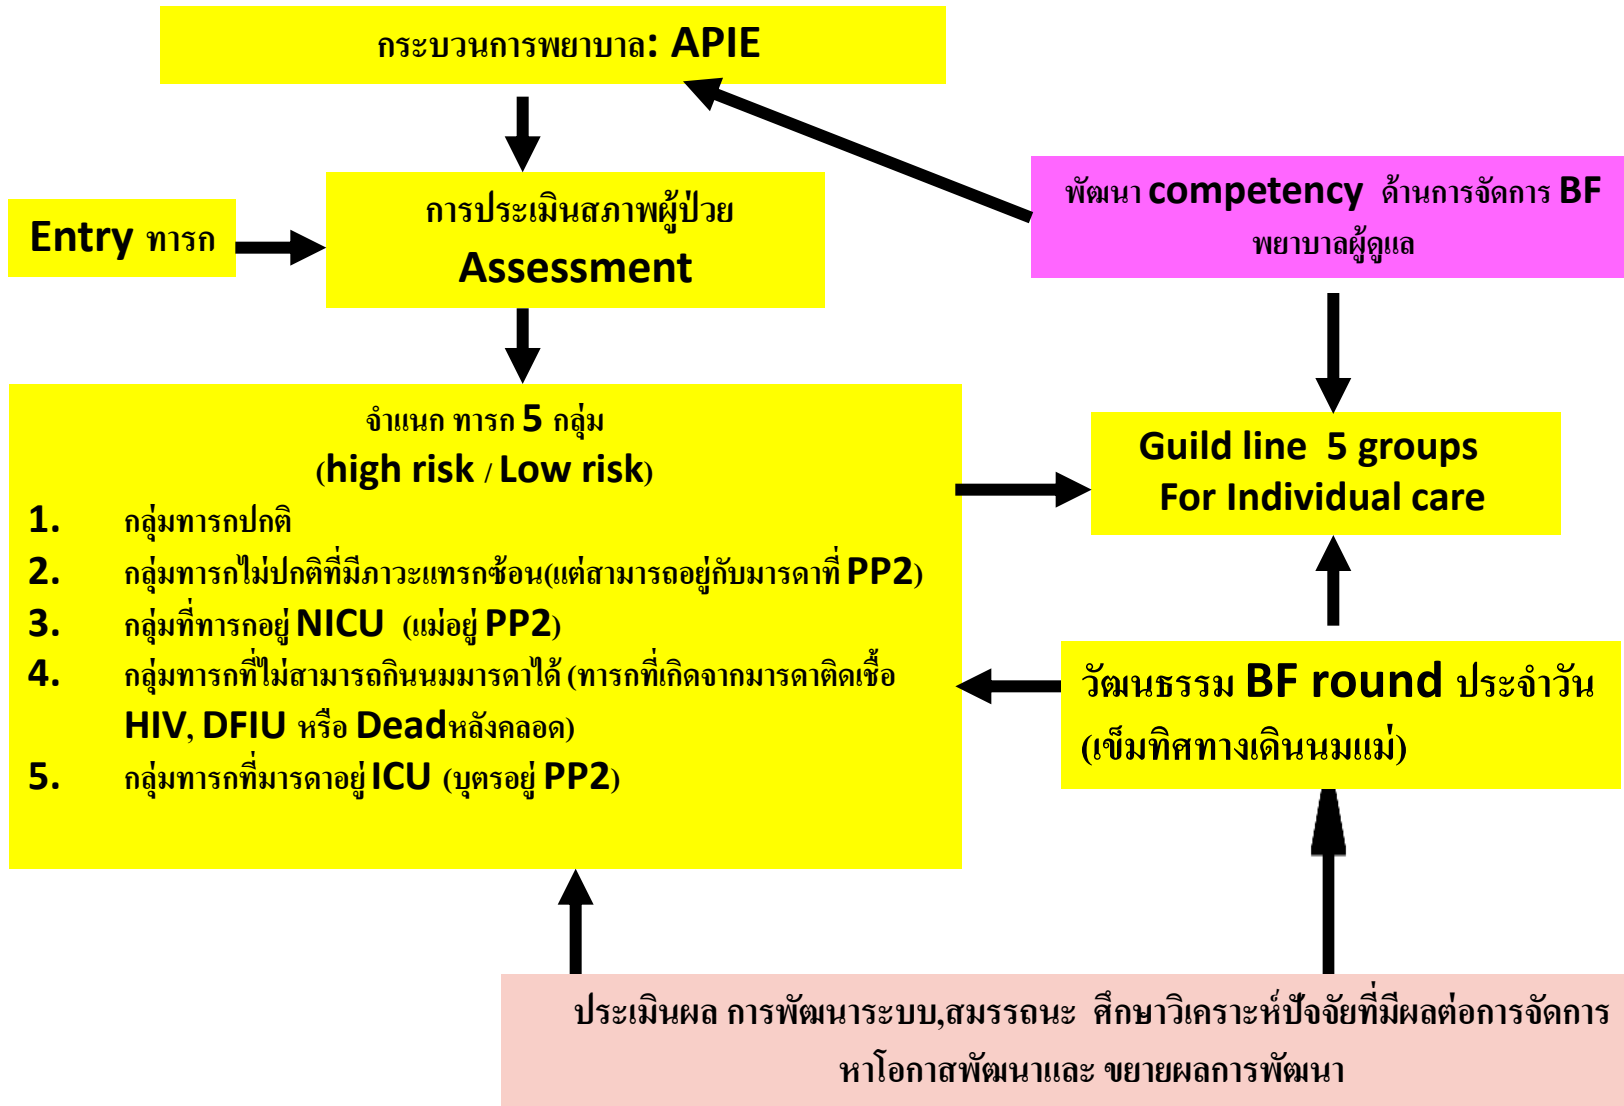 กระบวนการพยาบาล: APIE
Entry ทารก
การประเมินสภาพผู้ป่วย
Assessment
พัฒนา competency ด้านการจัดการ BF
พยาบาลผู้ดูแล
จำแนก ทารก 5 กลุ่ม
(high risk / Low risk)
1. กลุ่มทารกปกติ
2. กลุ่มทารกไม่ปกติที่มีภาวะแทรกซ้อน(แต่สามารถอยู่กับมารดาที่ PP2)
3. กลุ่มที่ทารกอยู่ NICU (แม่อยู่ PP2)
4. กลุ่มทารกที่ไม่สามารถกินนมมารดาได้ (ทารกที่เกิดจากมารดาติดเชื้อ
HIV, DFIU หรือ Deadหลังคลอด)
5. กลุ่มทารกที่มารดาอยู่ ICU (บุตรอยู่ PP2)
Guild line 5 groups
For Individual care
วัฒนธรรม BF round ประจำวัน
(เข็มทิศทางเดินนมแม่)
ประเมินผล การพัฒนาระบบ,สมรรถนะ ศึกษาวิเคราะห์ปัจจัยที่มีผลต่อการจัดการ
หาโอกาสพัฒนาและ ขยายผลการพัฒนา